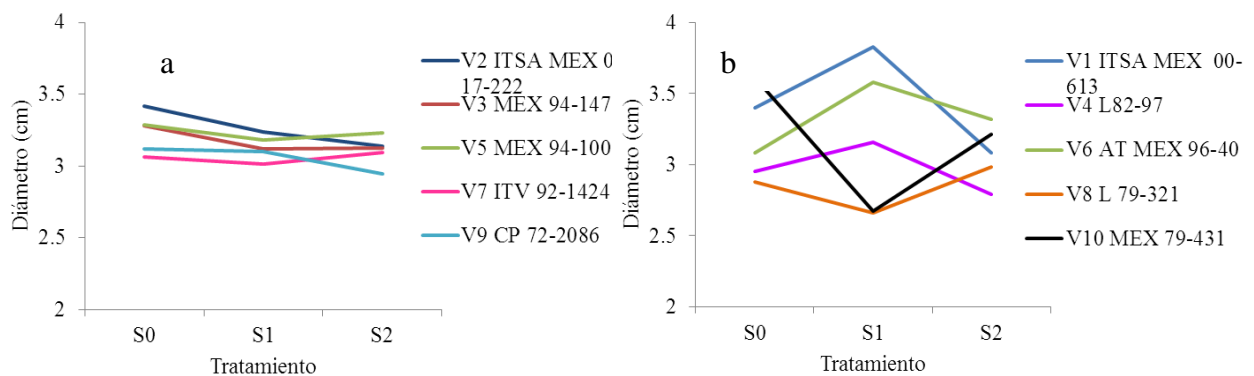 4
3.5
3
2.5
2
Diámetro (cm)
a
S0
S1
S2
Tratamiento
V2 ITSA MEX 0
17-222
V3 MEX 94-147
V5 MEX 94-100
V7 ITV 92-1424
V9 CP 72-2086
4
3.5
3
2.5
2
Diámetro (cm)
b
S0
S1
S2
Tratamiento
V1 ITSA MEX 00-
613
V4 L82-97
V6 AT MEX 96-40
V8 L 79-321
V10 MEX 79-431